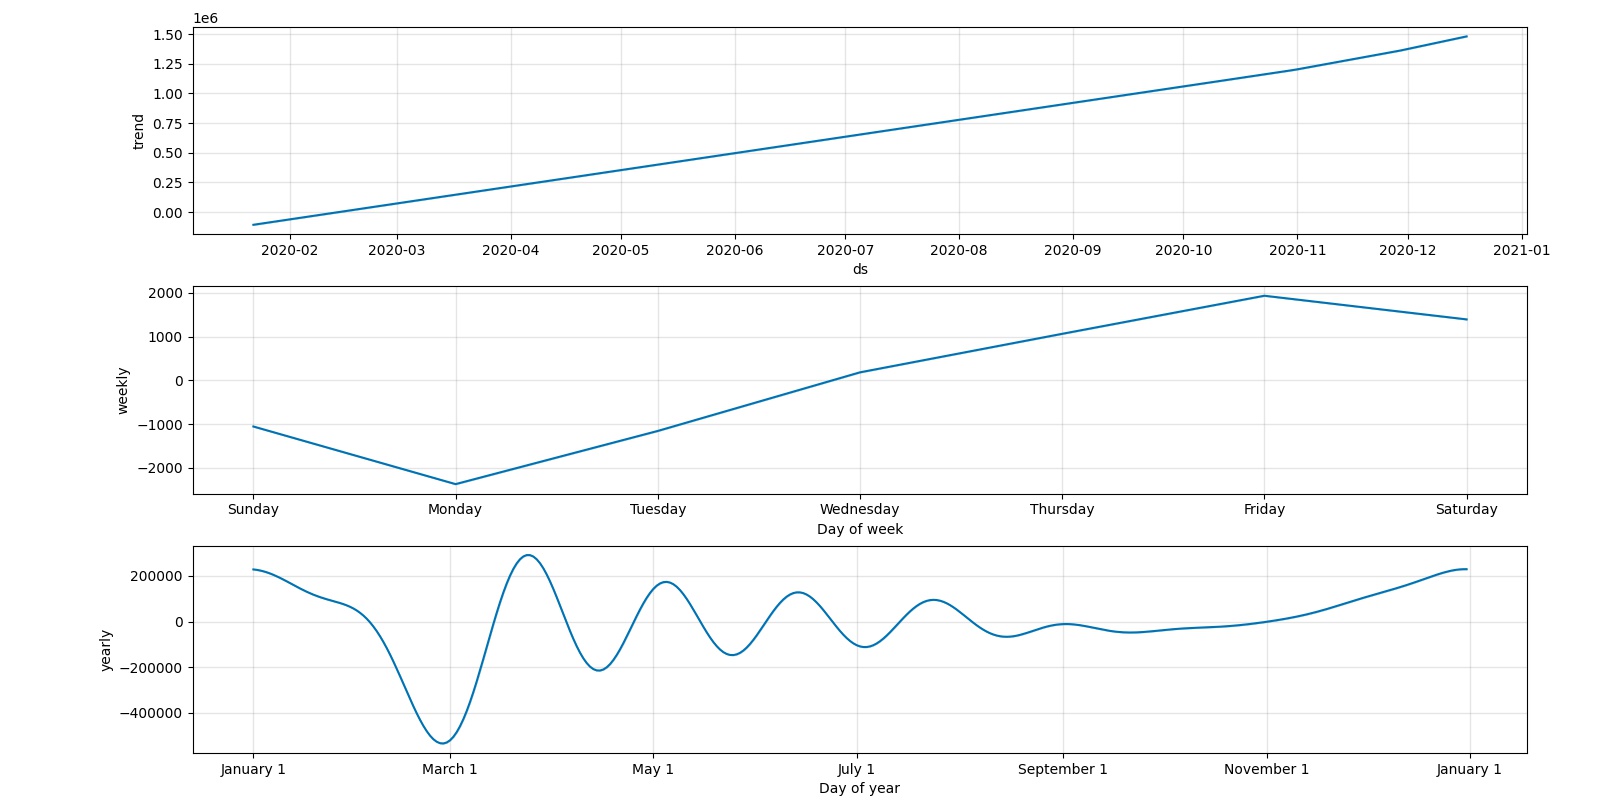 1e6
1.50
1.25
1.00
0.75
0.50
0.25
0.00
trend
2020-02 2020-03 2020-04 2020-05 2020-06 2020-07 2020-08 2020-09 2020-10 2020-11 2020-12 2021-01
ds
2000
1000
0
−1000
−2000
weekly
Sunday Monday Tuesday Wednesday Thursday Friday Saturday
Day of week
200000
0
−200000
−400000
yearly
January 1 March 1 May 1 July 1 September 1 November 1 January 1
Day of year